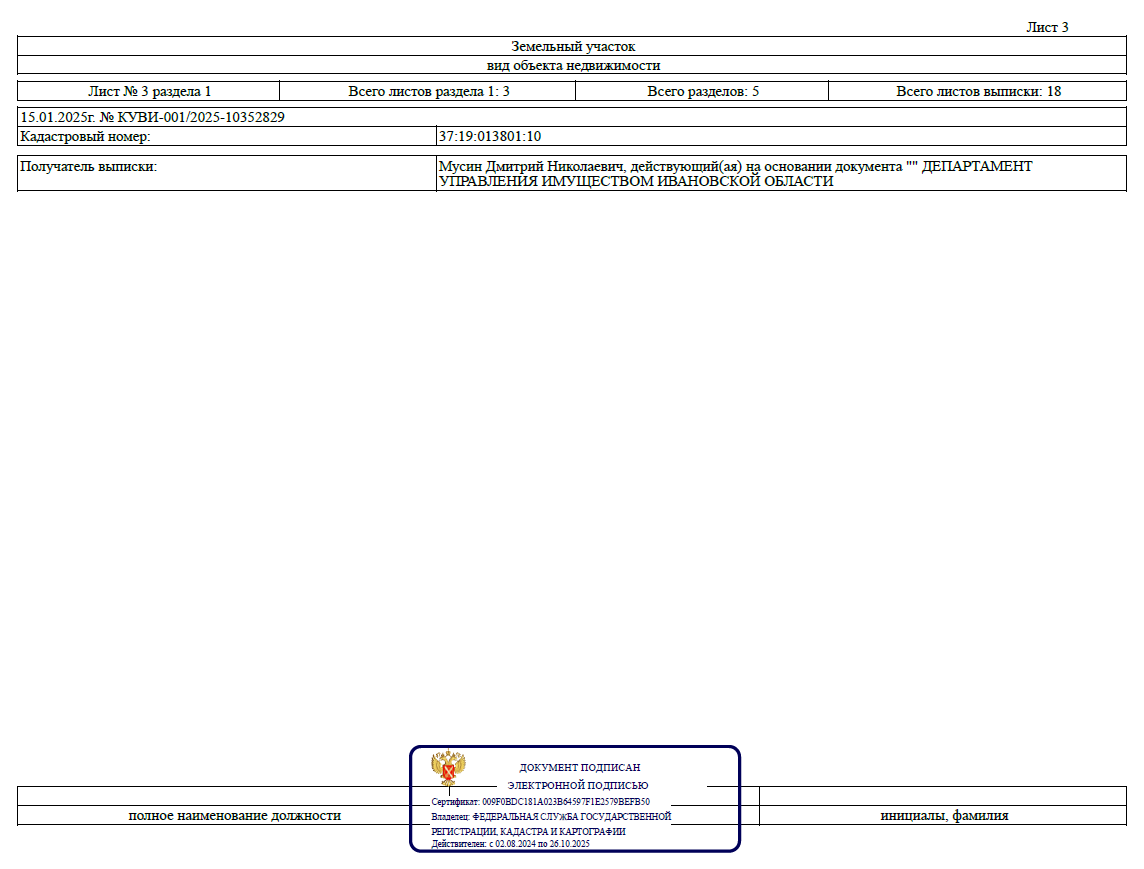 Лист 3
Земельный участок
вид объекта недвижимости
Лист № 3 раздела 1 Всего листов раздела 1: 3 Всего разделов: 5 Всего листов выписки: 18
15.01.2025г. № КУВИ-001/2025-10352829
Кадастровый номер: 37:19:013801:10
Получатель выписки: Мусин Дмитрий Николаевич, действующий(ая) на основании документа "" ДЕПАРТАМЕНТ
УПРАВЛЕНИЯ ИМУЩЕСТВОМ ИВАНОВСКОЙ ОБЛАСТИ
ДОКУМЕНТ ПОДПИСАН
ЭЛЕКТРОННОЙ ПОДПИСЬЮ
Сертификат: 009F0BDC181A023B64597F1E2579BEFB50
Владелец: ФЕДЕРАЛЬНАЯ СЛУЖБА ГОСУДАРСТВЕННОЙ
РЕГИСТРАЦИИ, КАДАСТРА И КАРТОГРАФИИ
Действителен: с 02.08.2024 по 26.10.2025
полное наименование должности инициалы, фамилия